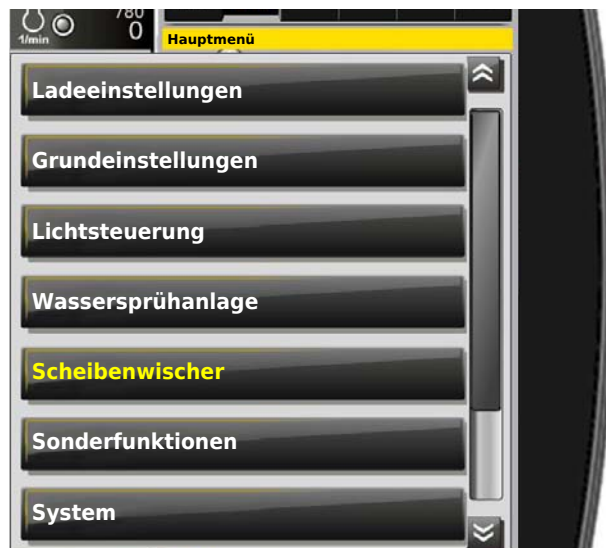 780
1/min
0
Hauptmenü
Ladeeinstellungen
Grundeinstellungen
Lichtsteuerung
Wassersprühanlage
Scheibenwischer
Sonderfunktionen
System